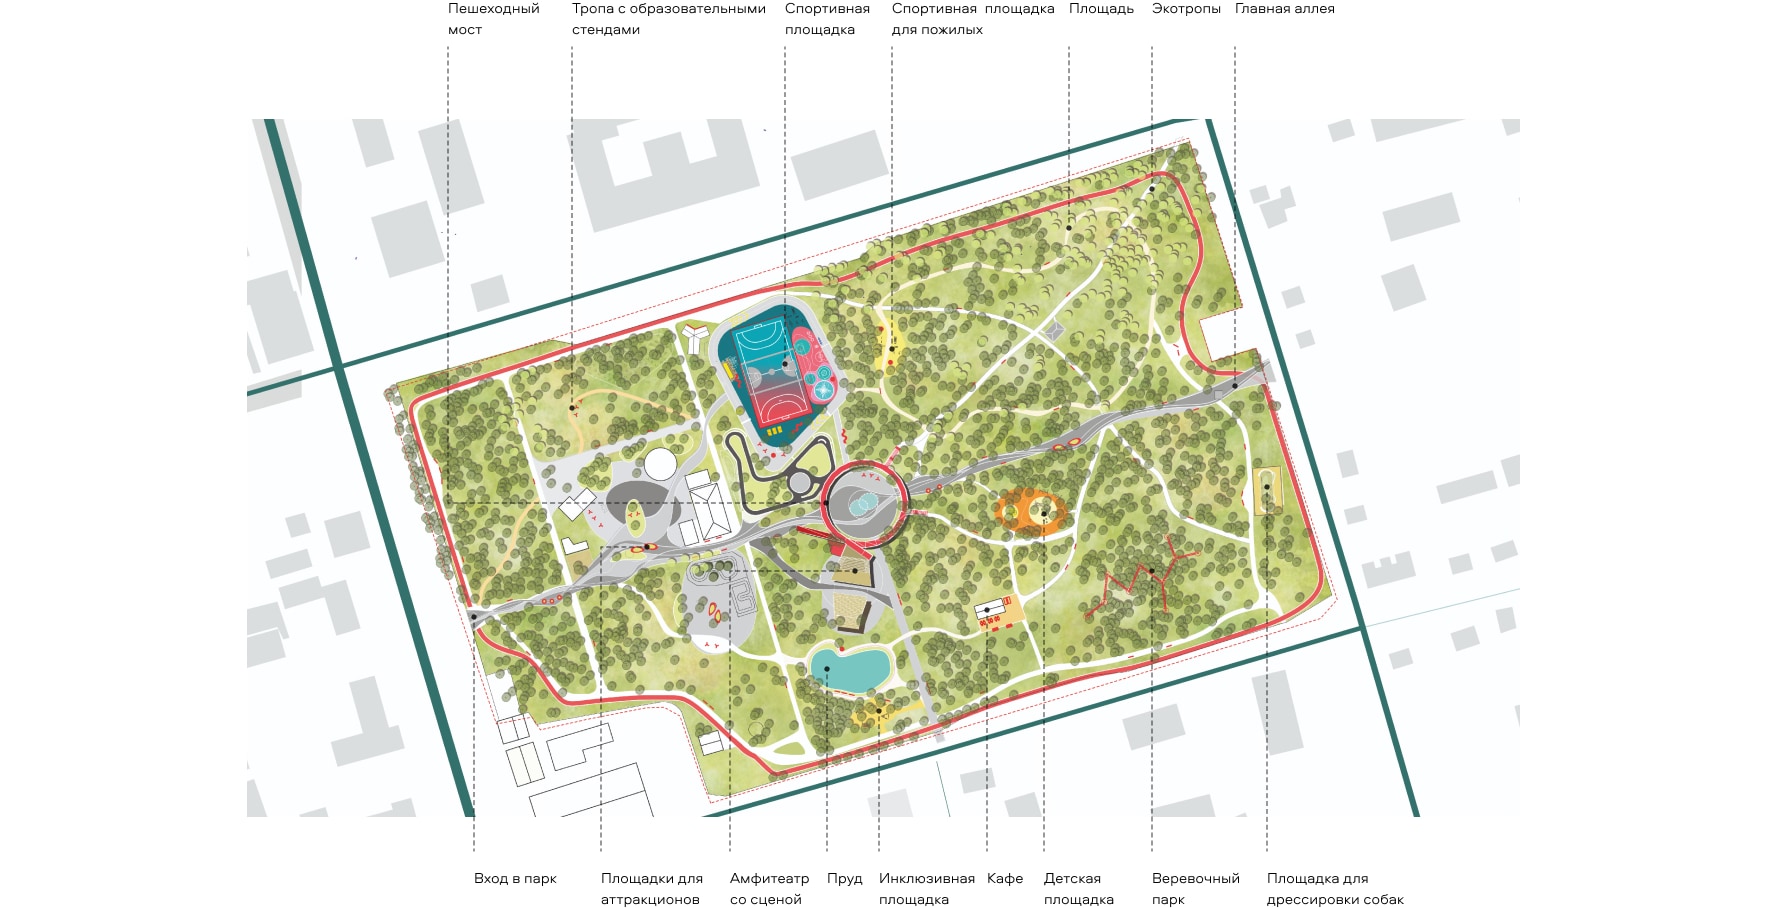 Пешеходный
мост
Тропа с образовательными
стендами
Спортивная
площадка
Спортивная площадка
для пожилых
Площадь
Экотропы
Главная аллея
Вход в парк
Площадки для
аттракционов
Амфитеатр
со сценой
Пруд
Инклюзивная
площадка
Кафе
Детская
площадка
Веревочный
парк
Площадка для
дрессировки собак